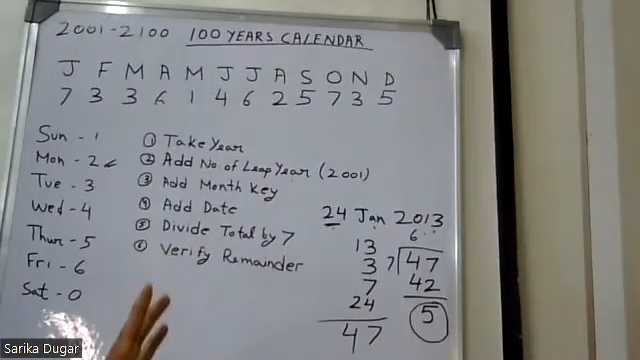 2001-2100 100 YEARS CALENDAR
J F M A M J J A S O N D
7 3 3 6 1 4 6 2 5 7 3 5
Sun - 1
Mon - 2
Tue - 3
Wed - 4
Thur - 5
Fri - 6
Sat - 0
① Take Year
② Add No. of Leap Year (2001)
③ Add Month Key
④ Add Date
⑤ Divide Total by 7
⑥ Verify Remainder
24 Jan 2013
13
3
7
24
47
6
7 47
42
5
Sarika Dugar